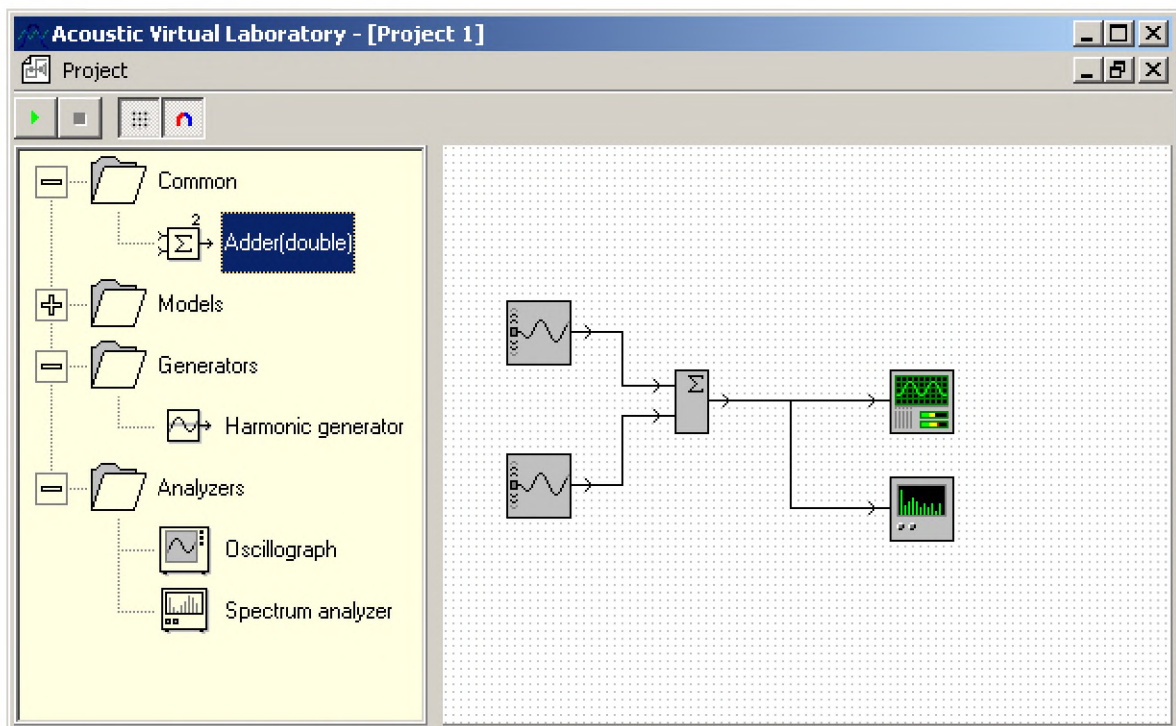 Acoustic Virtual Laboratory - [Project 1]
Project
Common
2
Σ
Adder(double)
Models
Generators
Harmonic generator
Analyzers
Oscillograph
Spectrum analyzer
Σ